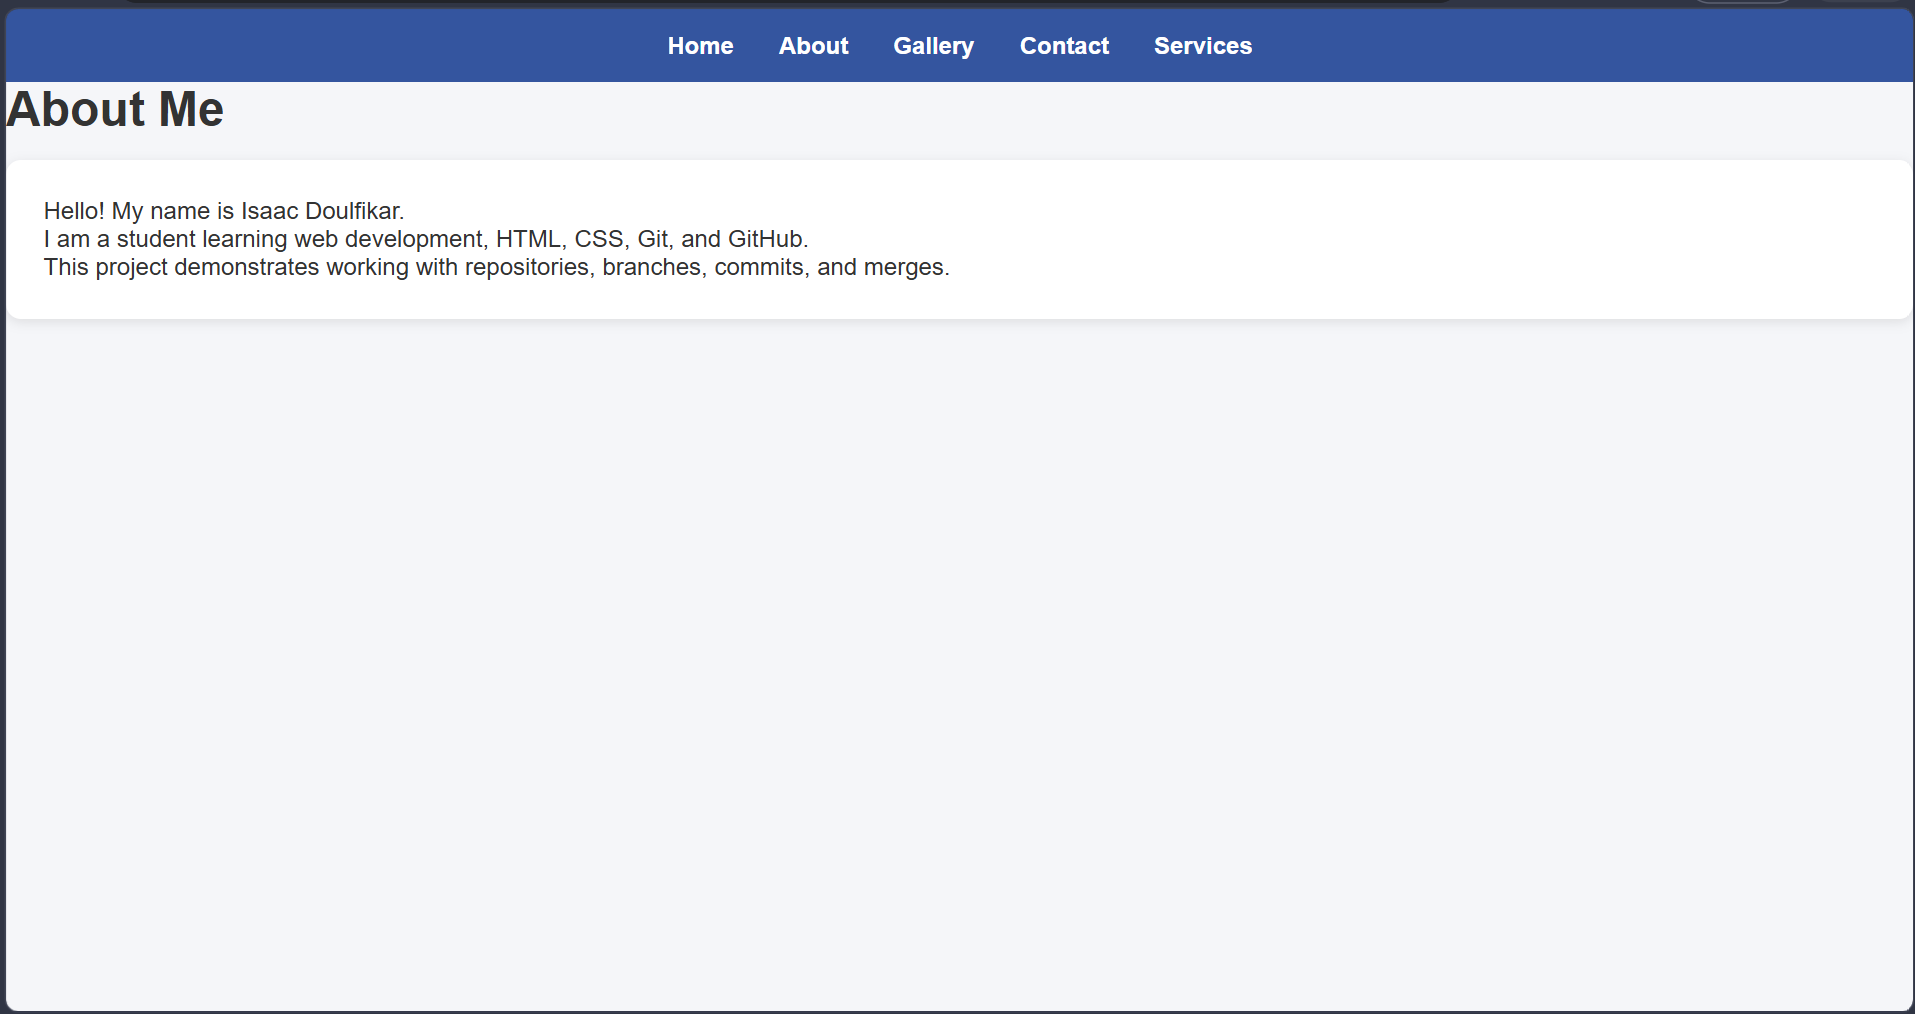 Home About Gallery Contact Services
About Me
Hello! My name is Isaac Doulfikar.
I am a student learning web development, HTML, CSS, Git, and GitHub.
This project demonstrates working with repositories, branches, commits, and merges.